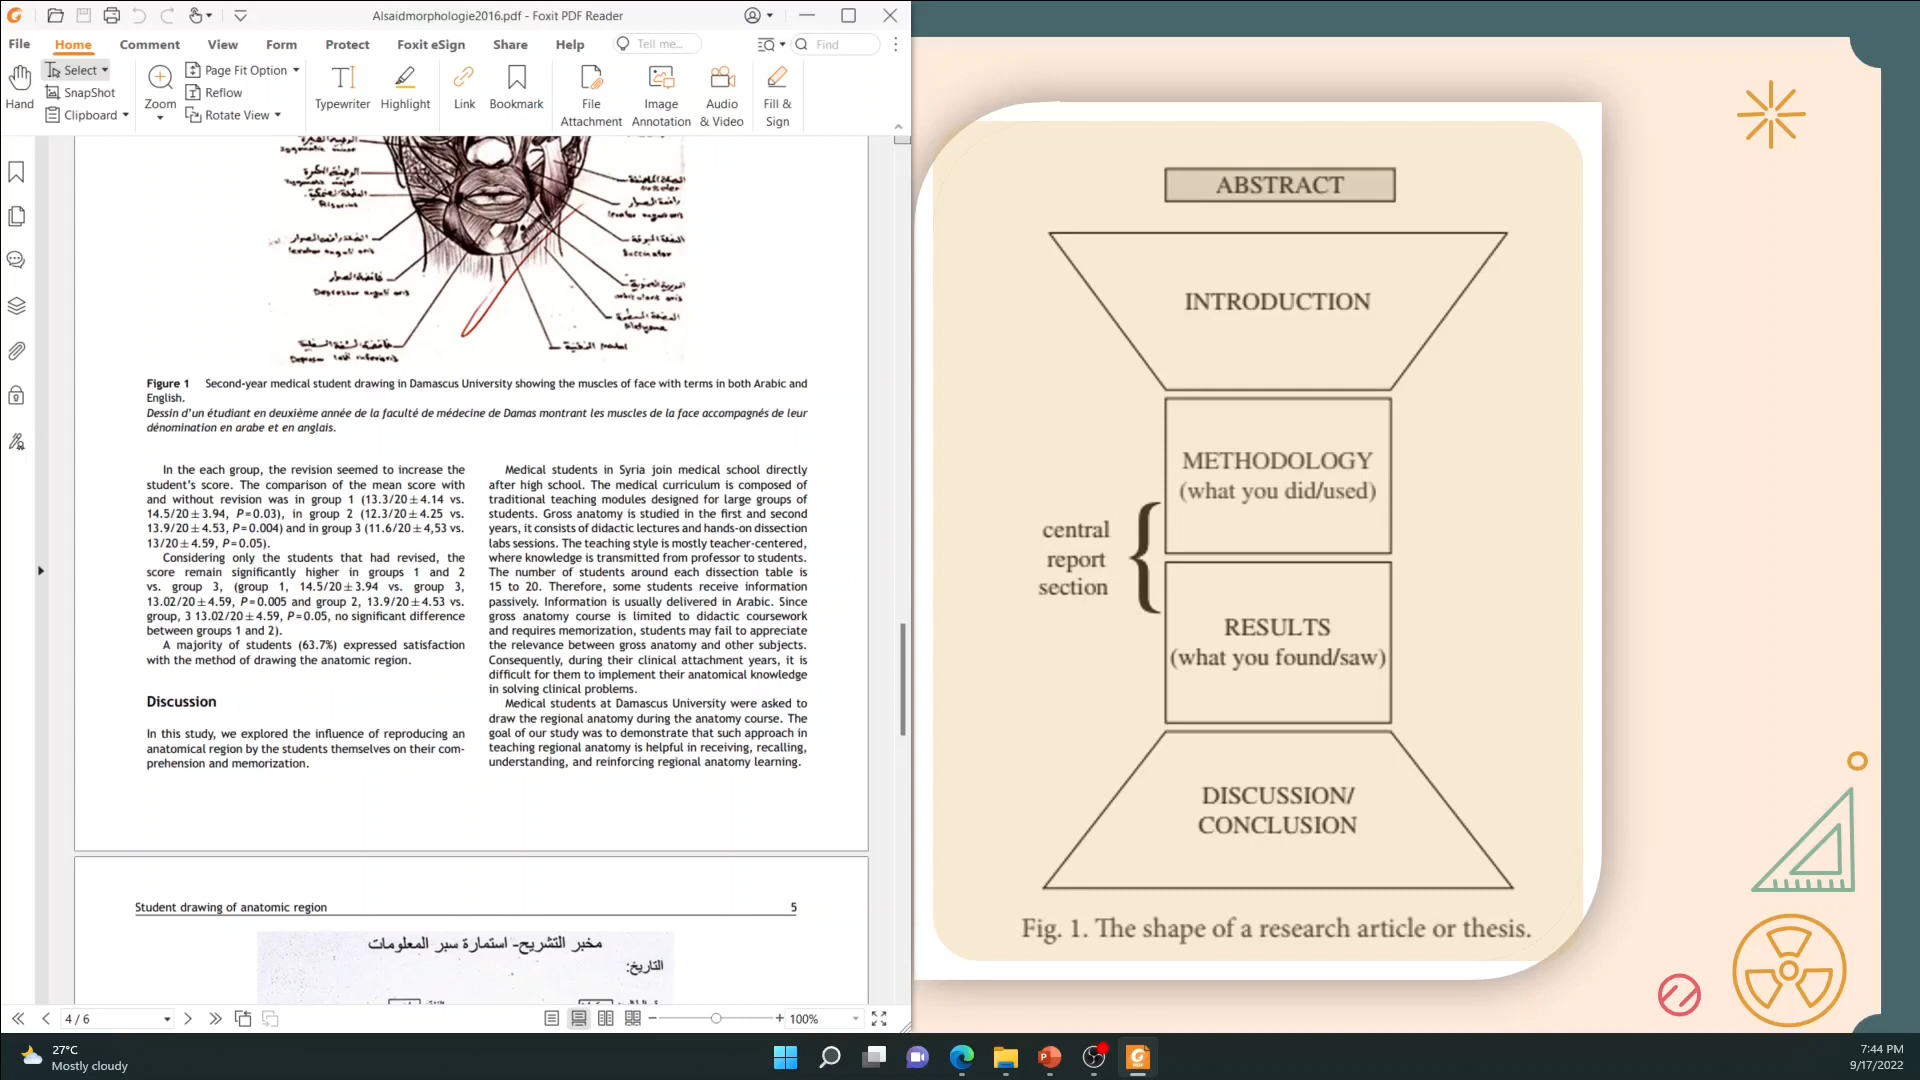 Alsaidmorphologie2016.pdf - Foxit PDF Reader
File Home Comment View Form Protect Foxit eSign Share Help Tell me... Find
Hand
Select
SnapShot
Clipboard
Zoom
Page Fit Option
Reflow
Rotate View
Typewriter
Highlight
Link
Bookmark
File
Attachment
Image
Annotation
Audio
& Video
Fill &
Sign
Risorius
Buccinator
Platysma
Figure 1 Second-year medical student drawing in Damascus University showing the muscles of face with terms in both Arabic and
English.
Dessin d’un étudiant en deuxième année de la faculté de médecine de Damas montrant les muscles de la face accompagnés de leur
dénomination en arabe et en anglais.
In the each group, the revision seemed to increase the
student’s score. The comparison of the mean score with
and without revision was in group 1 (13.3/20 ± 4.14 vs.
14.5/20 ± 3.94, P = 0.03), in group 2 (12.3/20 ± 4.25 vs.
13.9/20 ± 4.53, P = 0.004) and in group 3 (11.6/20 ± 4,53 vs.
13/20 ± 4.59, P = 0.05).
Considering only the students that had revised, the
score remain significantly higher in groups 1 and 2
vs. group 3, (group 1, 14.5/20 ± 3.94 vs. group 3,
13.02/20 ± 4.59, P = 0.005 and group 2, 13.9/20 ± 4.53 vs.
group, 3 13.02/20 ± 4.59, P = 0.05, no significant difference
between groups 1 and 2).
A majority of students (63.7%) expressed satisfaction
with the method of drawing the anatomic region.
Discussion
In this study, we explored the influence of reproducing an
anatomical region by the students themselves on their com-
prehension and memorization.
Medical students in Syria join medical school directly
after high school. The medical curriculum is composed of
traditional teaching modules designed for large groups of
students. Gross anatomy is studied in the first and second
years, it consists of didactic lectures and hands-on dissection
labs sessions. The teaching style is mostly teacher-centered,
where knowledge is transmitted from professor to students.
The number of students around each dissection table is
15 to 20. Therefore, some students receive information
passively. Information is usually delivered in Arabic. Since
gross anatomy course is limited to didactic coursework
and requires memorization, students may fail to appreciate
the relevance between gross anatomy and other subjects.
Consequently, during their clinical attachment years, it is
difficult for them to implement their anatomical knowledge
in solving clinical problems.
Medical students at Damascus University were asked to
draw the regional anatomy during the anatomy course. The
goal of our study was to demonstrate that such approach in
teaching regional anatomy is helpful in receiving, recalling,
understanding, and reinforcing regional anatomy learning.
Student drawing of anatomic region 5
مخبر التشريح- استمارة سبر المعلومات
التاريخ:
4 / 6
100%
ABSTRACT
INTRODUCTION
METHODOLOGY
(what you did/used)
central
report
section
RESULTS
(what you found/saw)
DISCUSSION/
CONCLUSION
Fig. 1. The shape of a research article or thesis.
27°C
Mostly cloudy
7:44 PM
9/17/2022